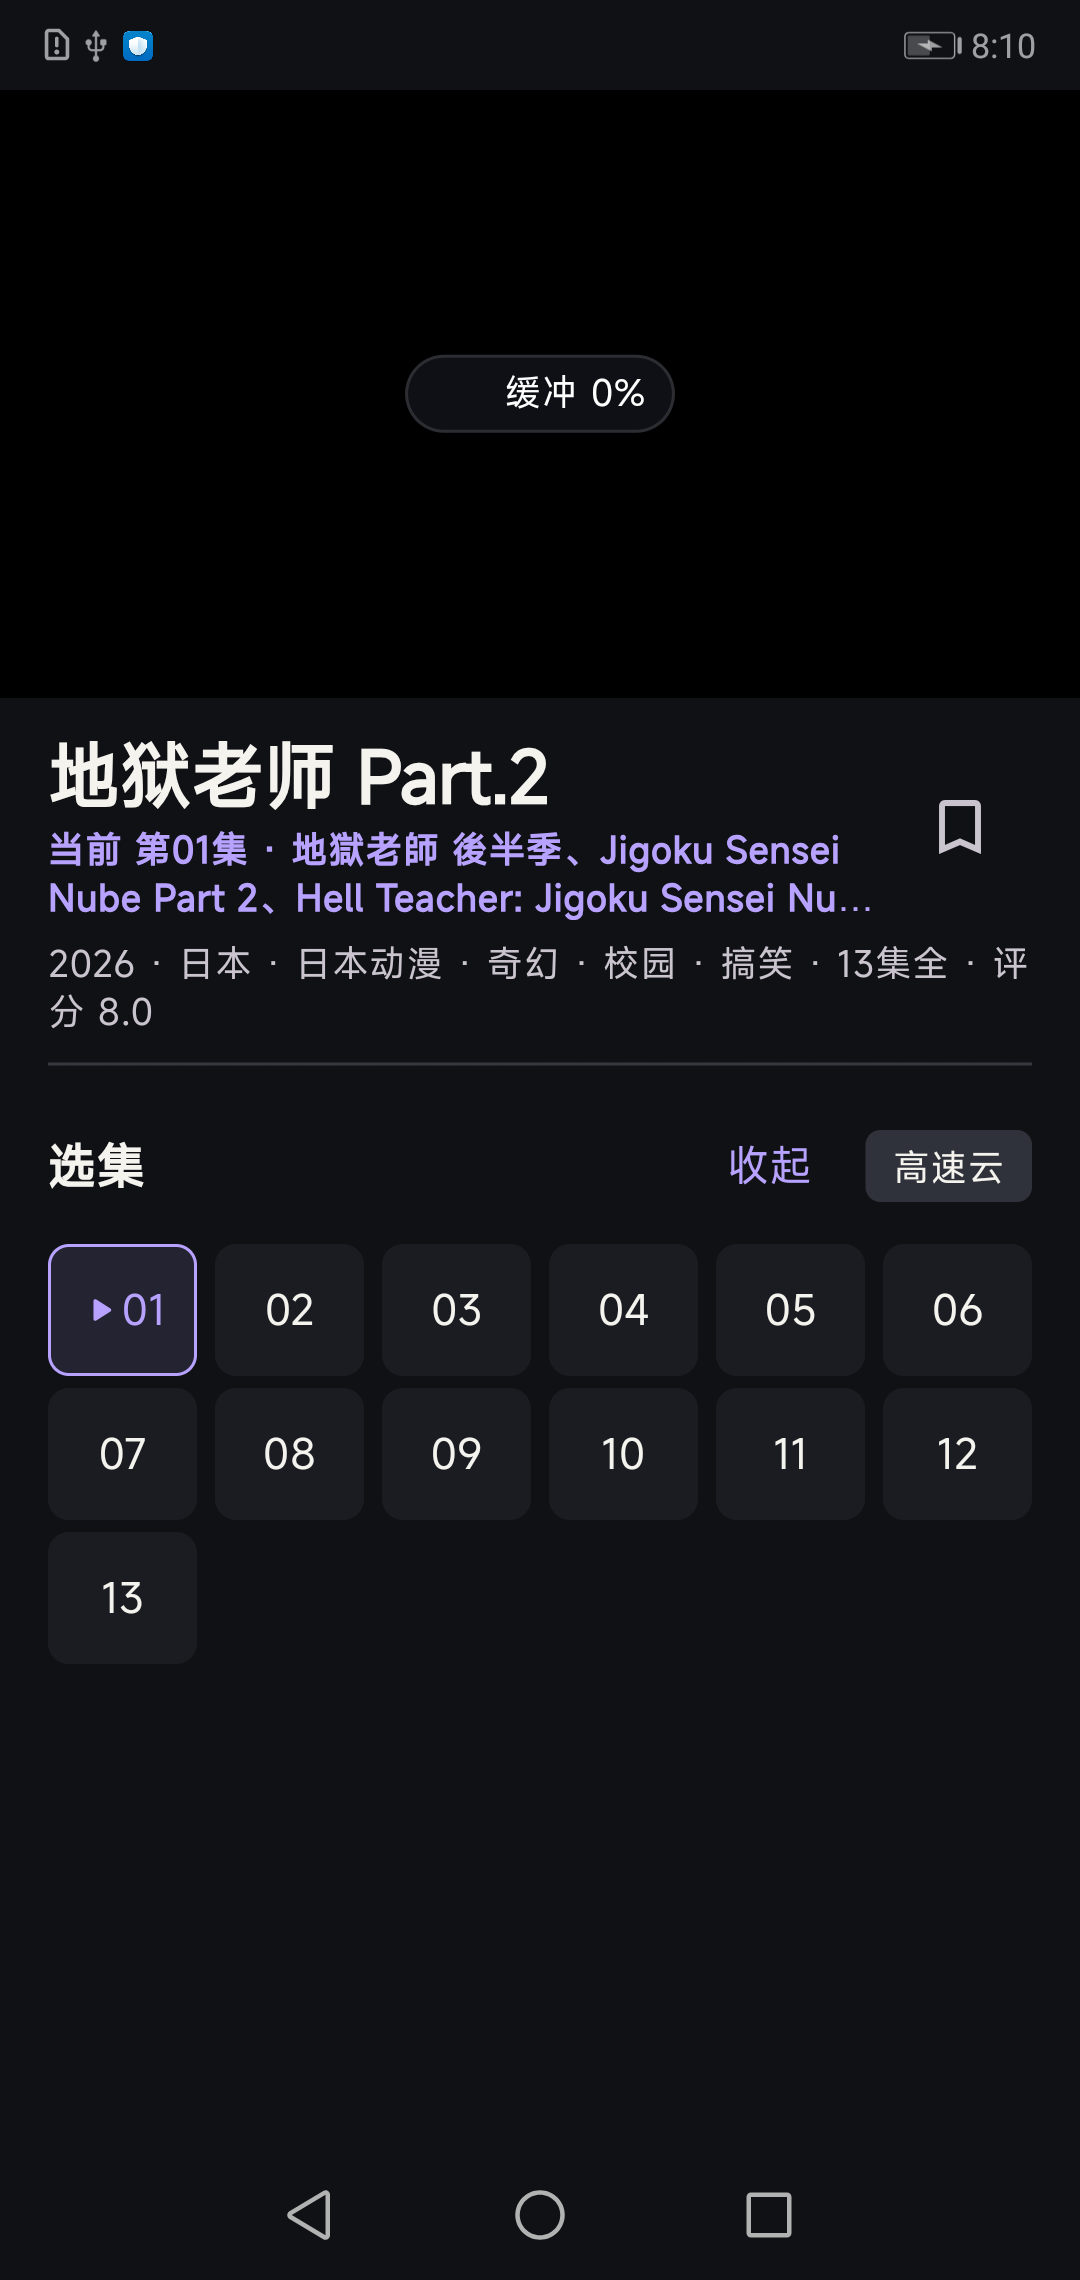 8:10
缓冲 0%
地狱老师 Part.2
当前 第01集 · 地獄老師 後半季、Jigoku Sensei
Nube Part 2、Hell Teacher: Jigoku Sensei Nu...
2026 · 日本 · 日本动漫 · 奇幻 · 校园 · 搞笑 · 13集全 · 评
分 8.0
选集 收起 高速云
01 02 03 04 05 06
07 08 09 10 11 12
13